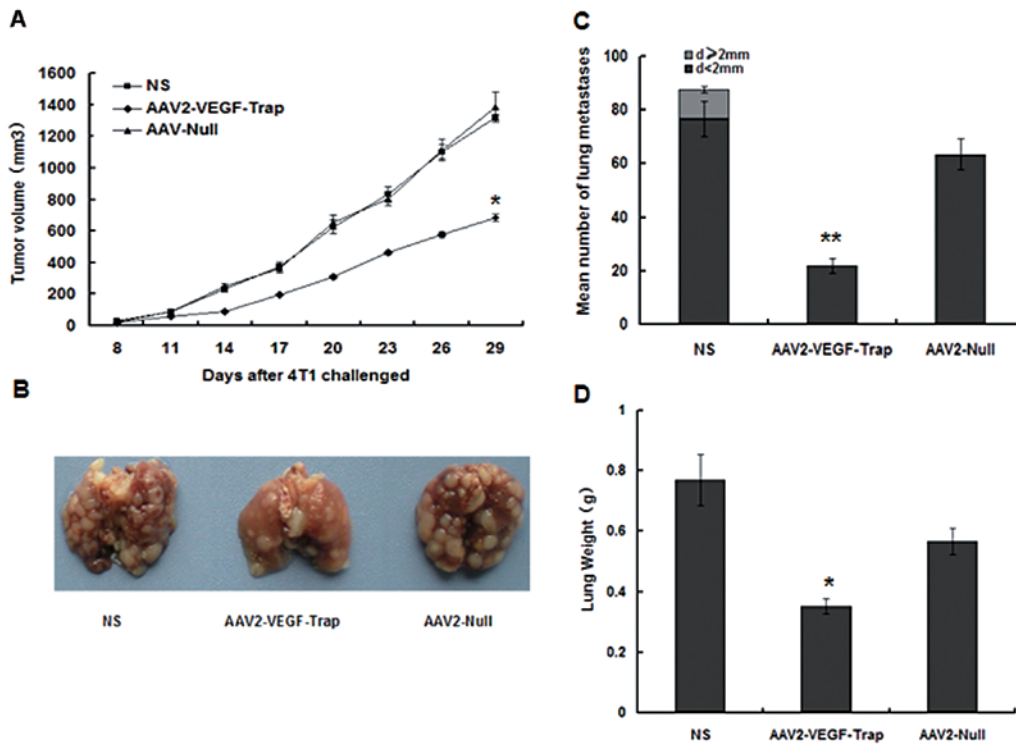 A
Tumor volume (mm3)
1600
1400
1200
1000
800
600
400
200
0
NS
AAV2-VEGF-Trap
AAV-Null
*
8 11 14 17 20 23 26 29
Days after 4T1 challenged
B
NS AAV2-VEGF-Trap AAV2-Null
C
Mean number of lung metastases
100
80
60
40
20
0
d≥2mm
d<2mm
**
NS AAV2-VEGF-Trap AAV2-Null
D
Lung Weight (g)
1
0.8
0.6
0.4
0.2
0
*
NS AAV2-VEGF-Trap AAV2-Null